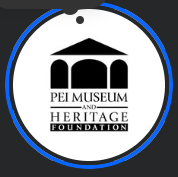 PEI MUSEUM
AND
HERITAGE
FOUNDATION